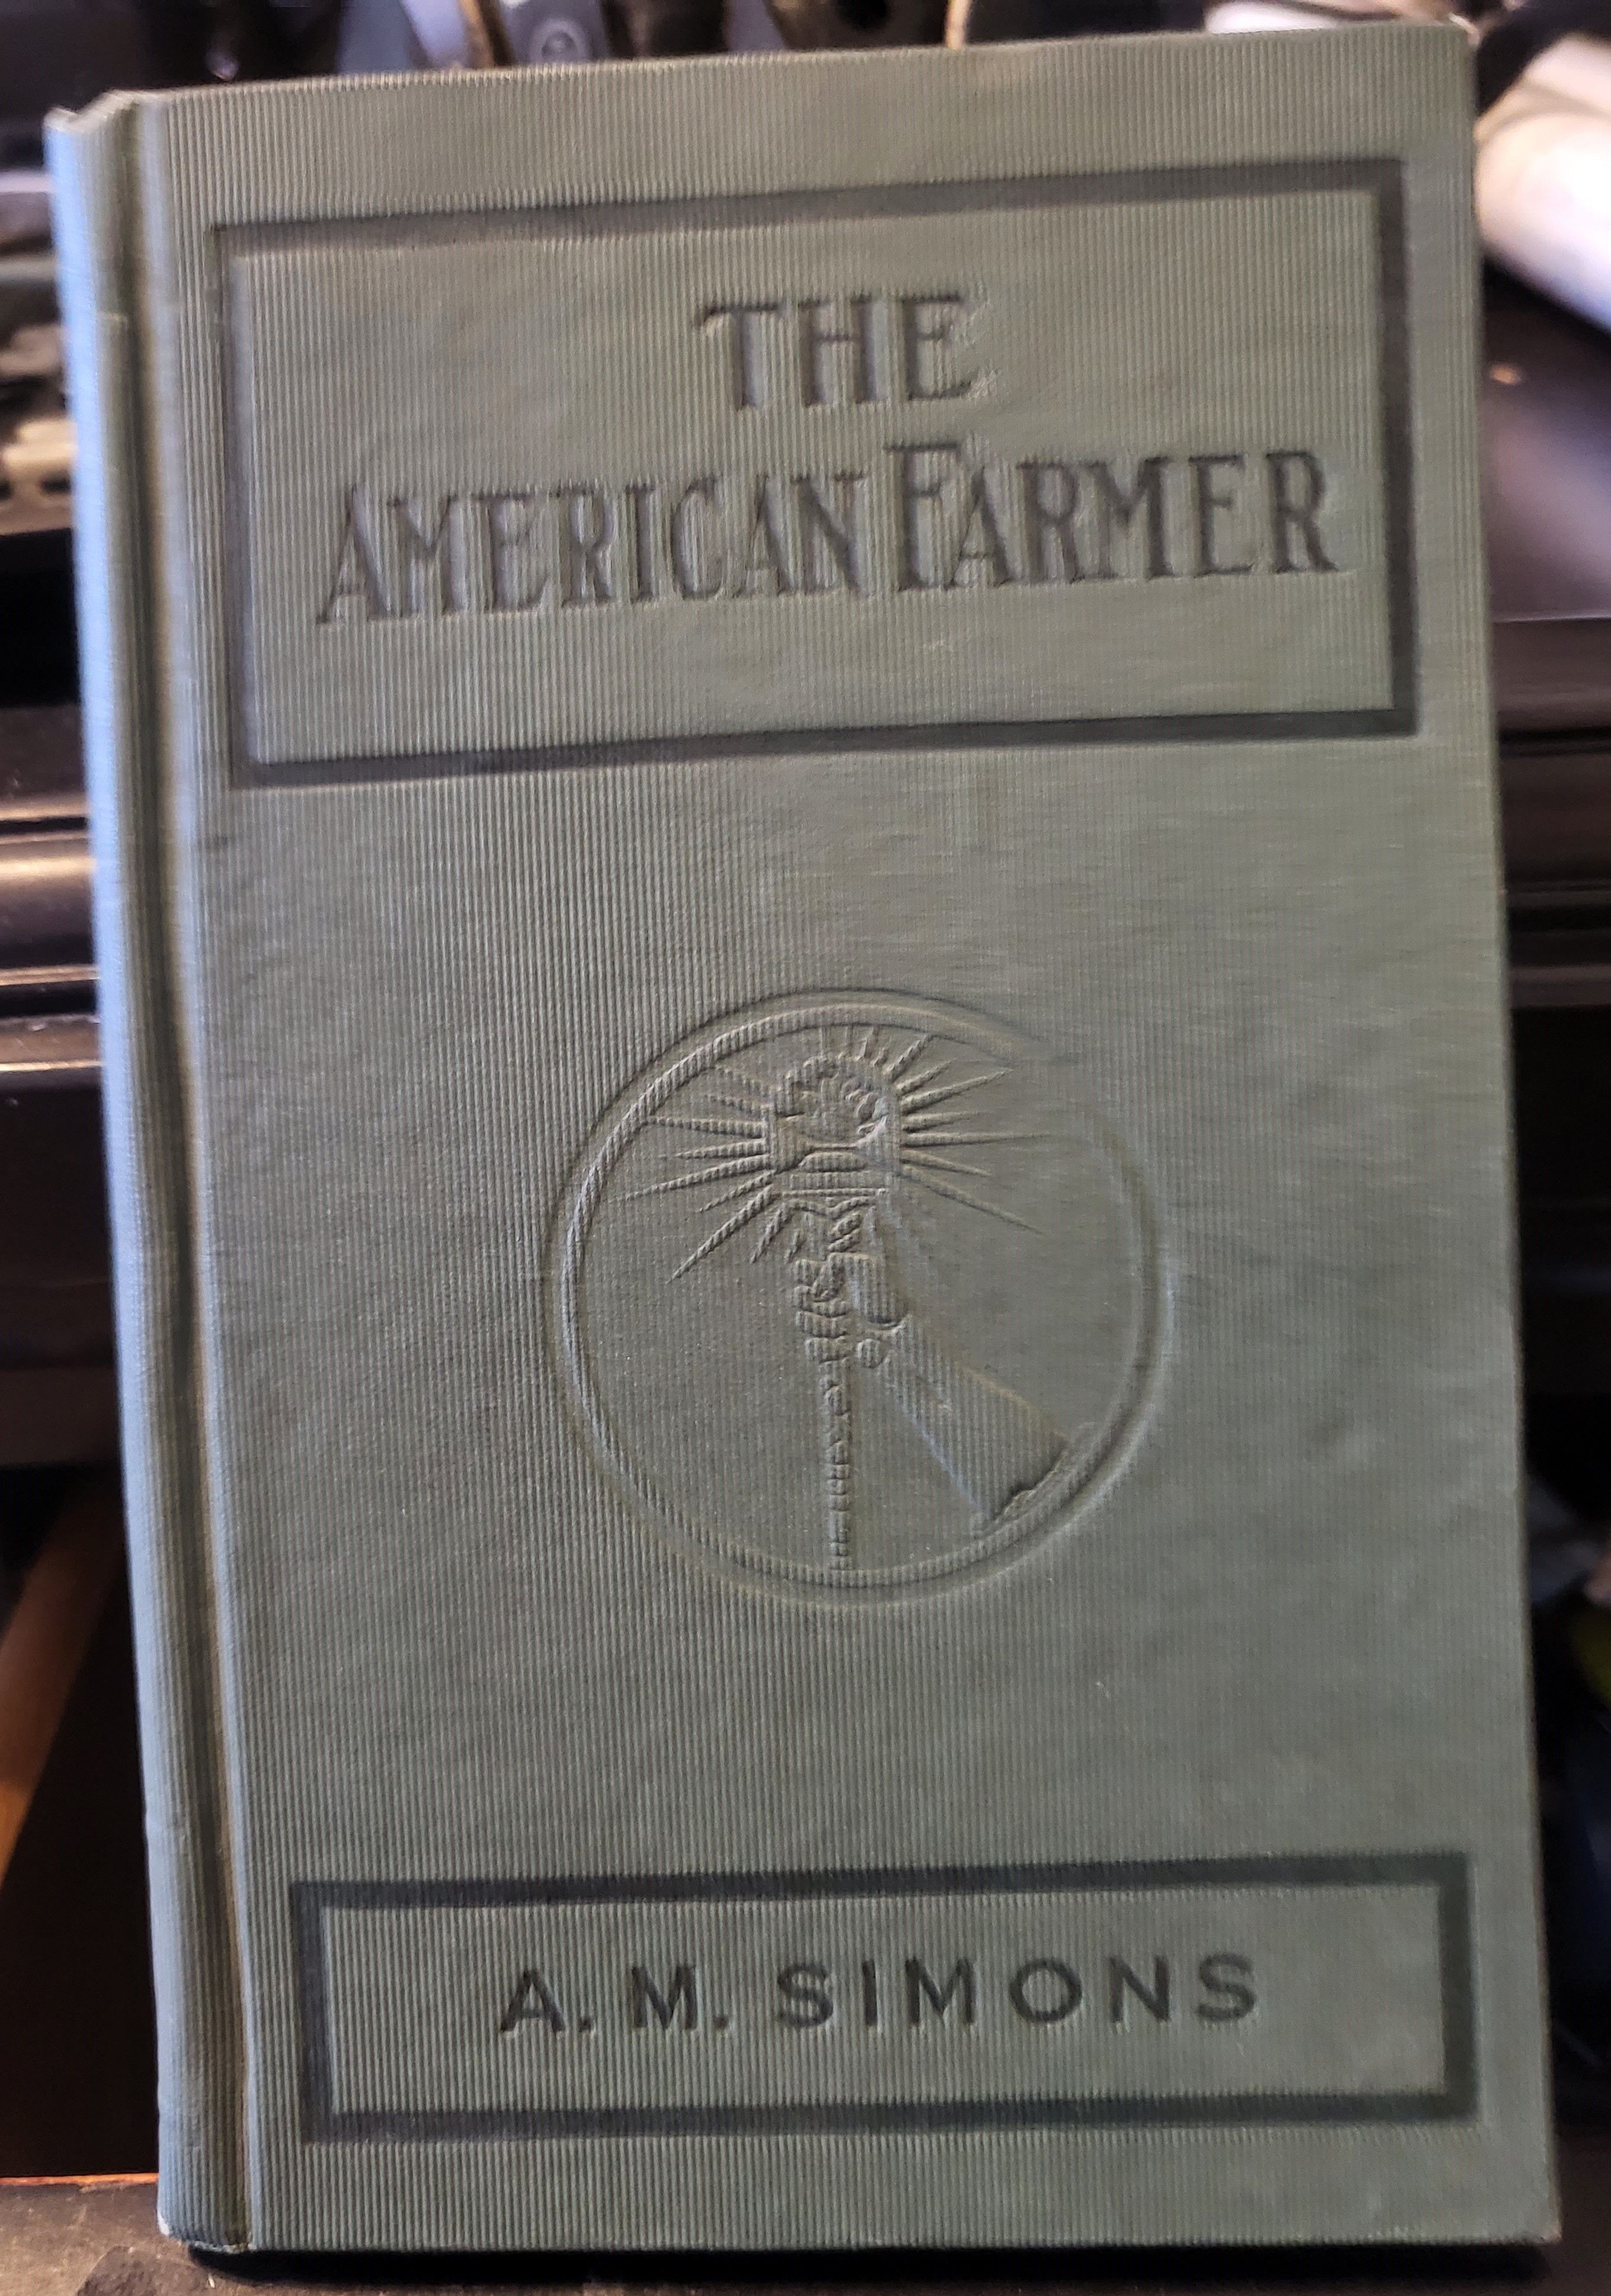 THE
AMERICAN FARMER
A. M. SIMONS